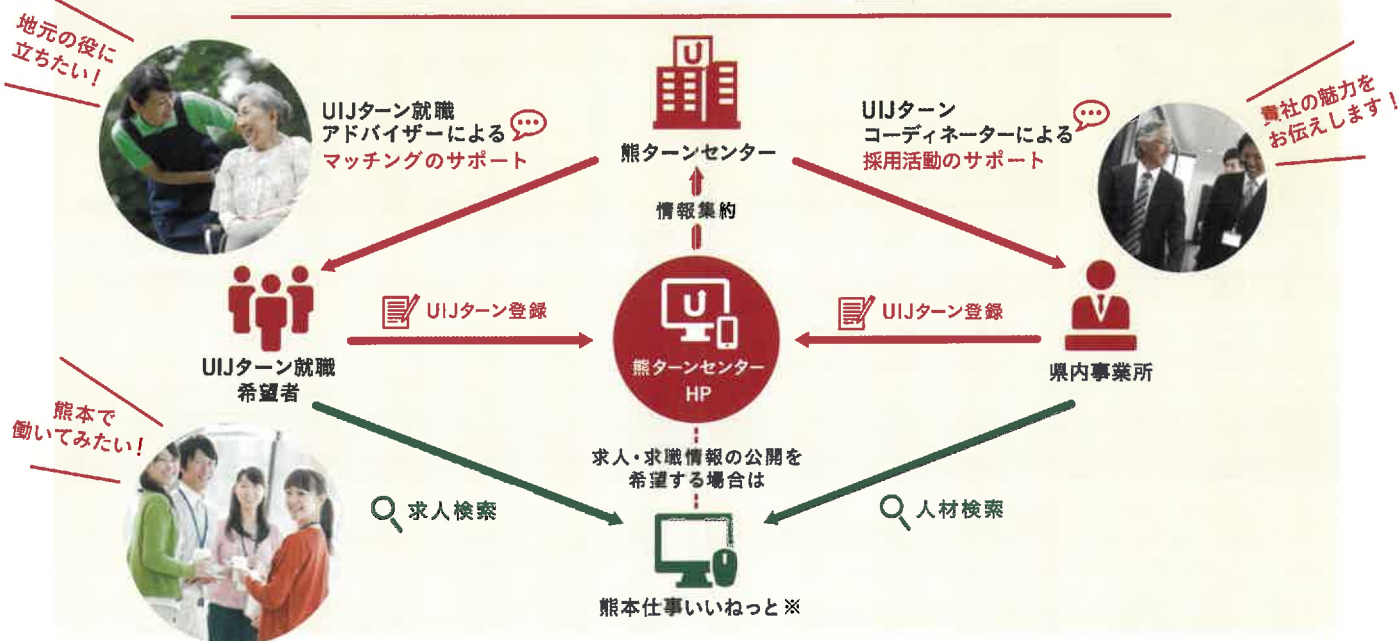 地元の役に
立ちたい！
UIJターン就職
アドバイザーによる
マッチングのサポート
U
熊ターンセンター
UIJターン
コーディネーターによる
採用活動のサポート
貴社の魅力を
お伝えします！
情報集約
UIJターン登録
U
熊ターンセンター
HP
UIJターン登録
UIJターン就職
希望者
県内事業所
熊本で
働いてみたい！
求人・求職情報の公開を
希望する場合は
求人検索
人材検索
熊本仕事いいねっと※